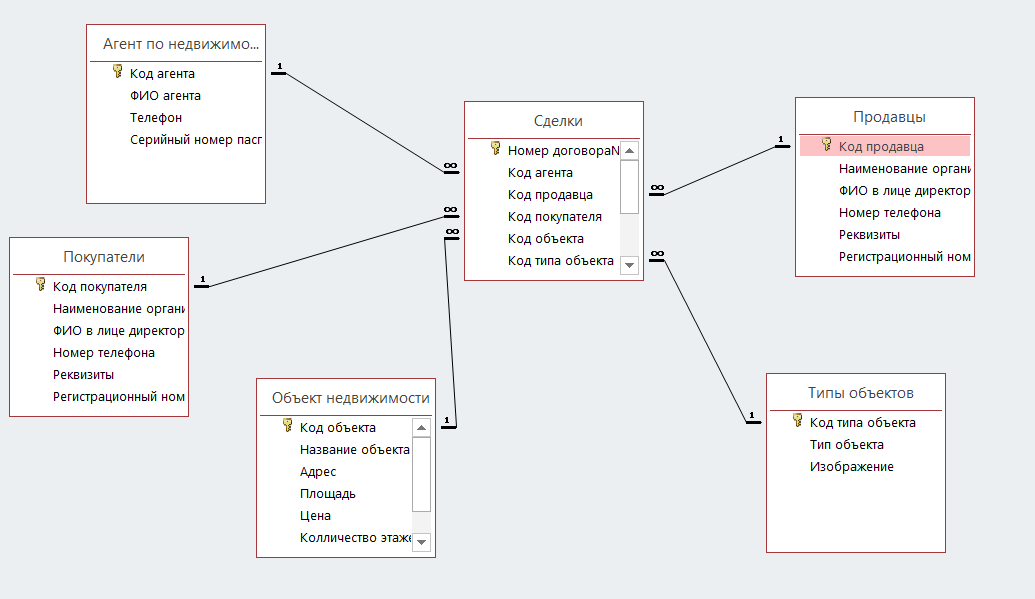 Агент по недвижимо...
Код агента
ФИО агента
Телефон
Серийный номер пасп
1
∞
Сделки
Номер договораN
Код агента
Код продавца
Код покупателя
Код объекта
Код типа объекта
Продавцы
Код продавца
Наименование органи
ФИО в лице директор
Номер телефона
Реквизиты
Регистрационный ном
1
∞
∞
∞
∞
Покупатели
Код покупателя
Наименование органи
ФИО в лице директор
Номер телефона
Реквизиты
Регистрационный ном
1
Объект недвижимости
Код объекта
Название объекта
Адрес
Площадь
Цена
Колличество этаже
1
Типы объектов
Код типа объекта
Тип объекта
Изображение
1